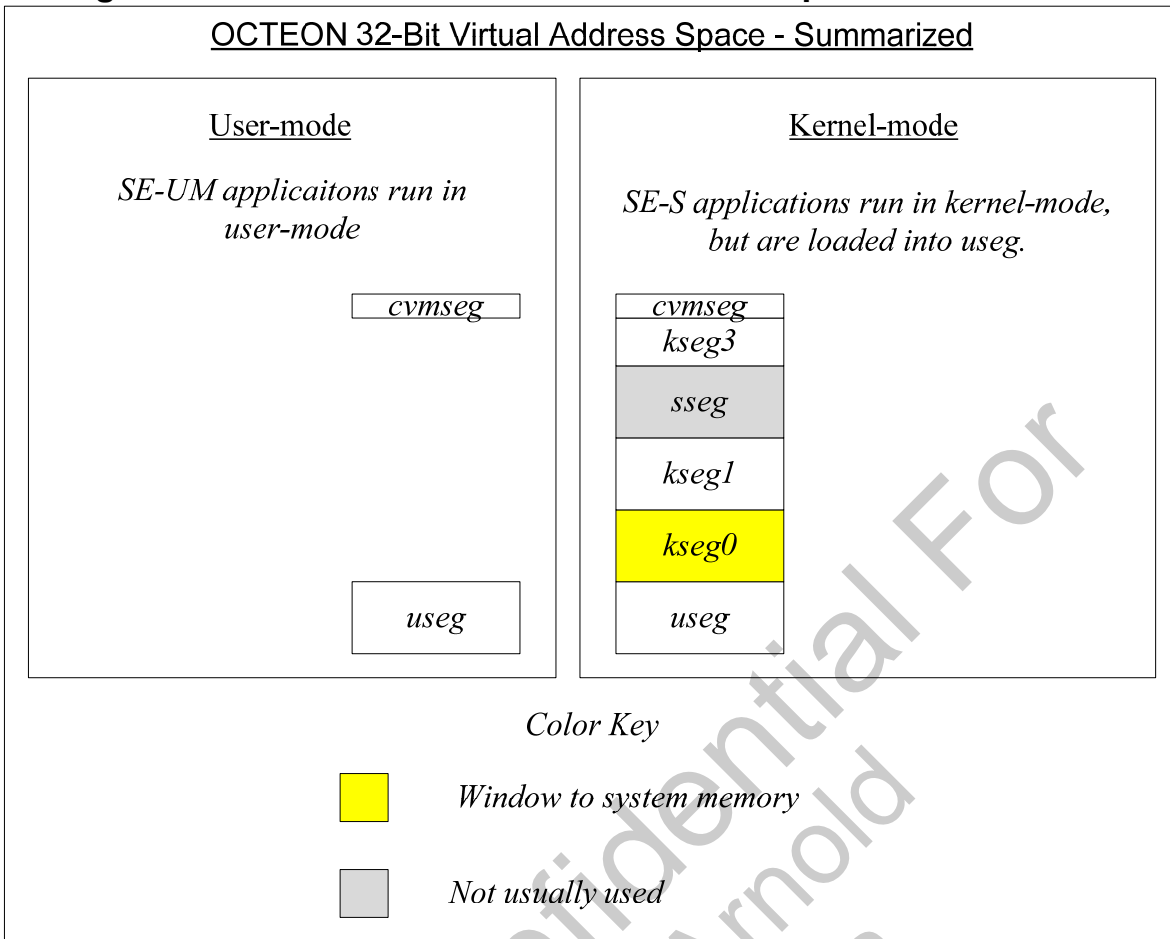 OCTEON 32-Bit Virtual Address Space - Summarized
User-mode
SE-UM applicaitons run in
user-mode
cvmseg
useg
Kernel-mode
SE-S applications run in kernel-mode,
but are loaded into useg.
cvmseg
kseg3
sseg
kseg1
kseg0
useg
Color Key
Window to system memory
Not usually used
For
Arnold